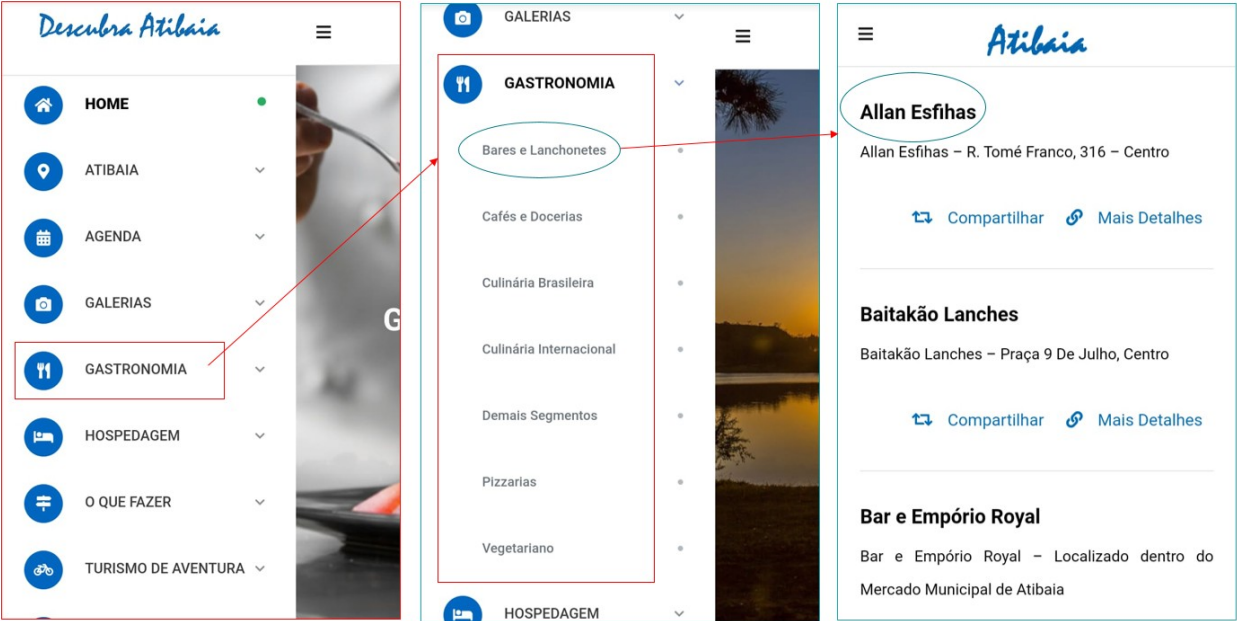 Descubra Atibaia
HOME
ATIBAIA
AGENDA
GALERIAS
G
GASTRONOMIA
HOSPEDAGEM
O QUE FAZER
TURISMO DE AVENTURA
GALERIAS
GASTRONOMIA
Bares e Lanchonetes
Cafés e Docerias
Culinária Brasileira
Culinária Internacional
Demais Segmentos
Pizzarias
Vegetariano
HOSPEDAGEM
Atibaia
Allan Esfihas
Allan Esfihas – R. Tomé Franco, 316 – Centro
Compartilhar Mais Detalhes
Baitakão Lanches
Baitakão Lanches – Praça 9 De Julho, Centro
Compartilhar Mais Detalhes
Bar e Empório Royal
Bar e Empório Royal – Localizado dentro do
Mercado Municipal de Atibaia